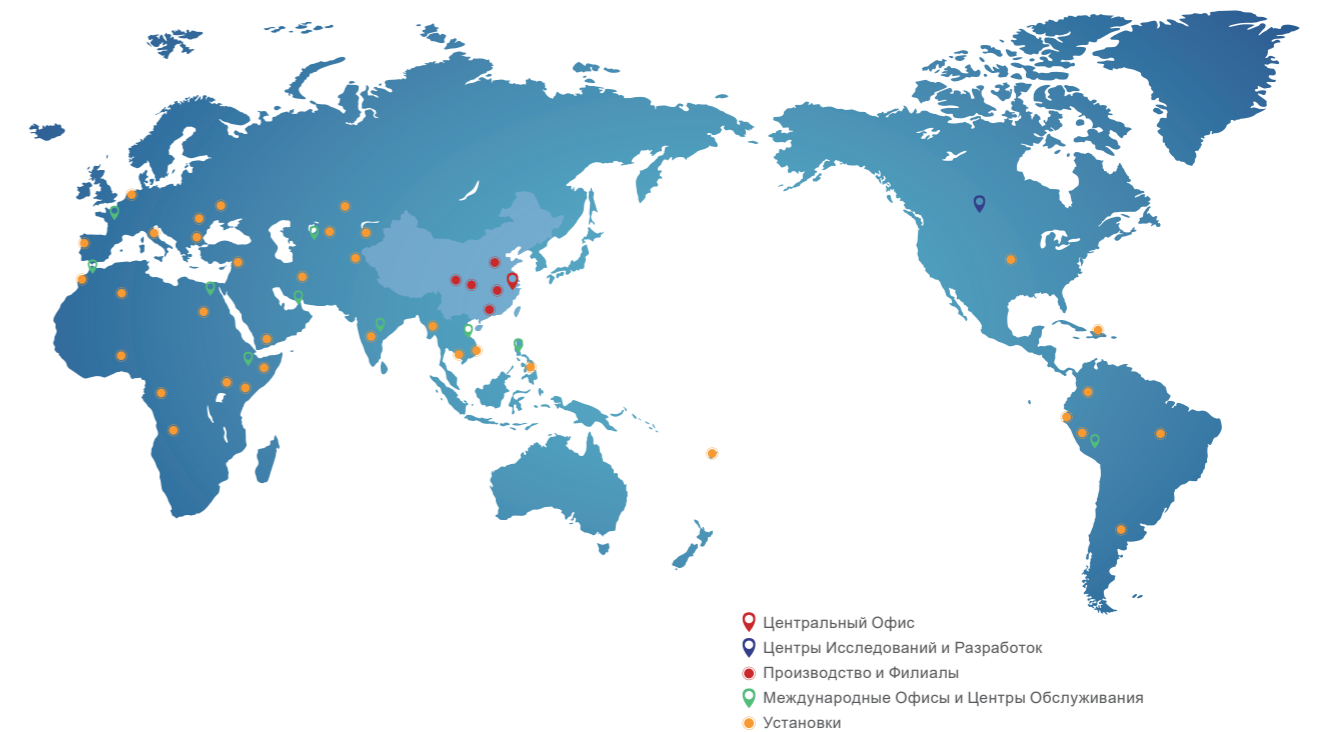 Центральный Офис
Центры Исследований и Разработок
Производство и Филиалы
Международные Офисы и Центры Обслуживания
Установки